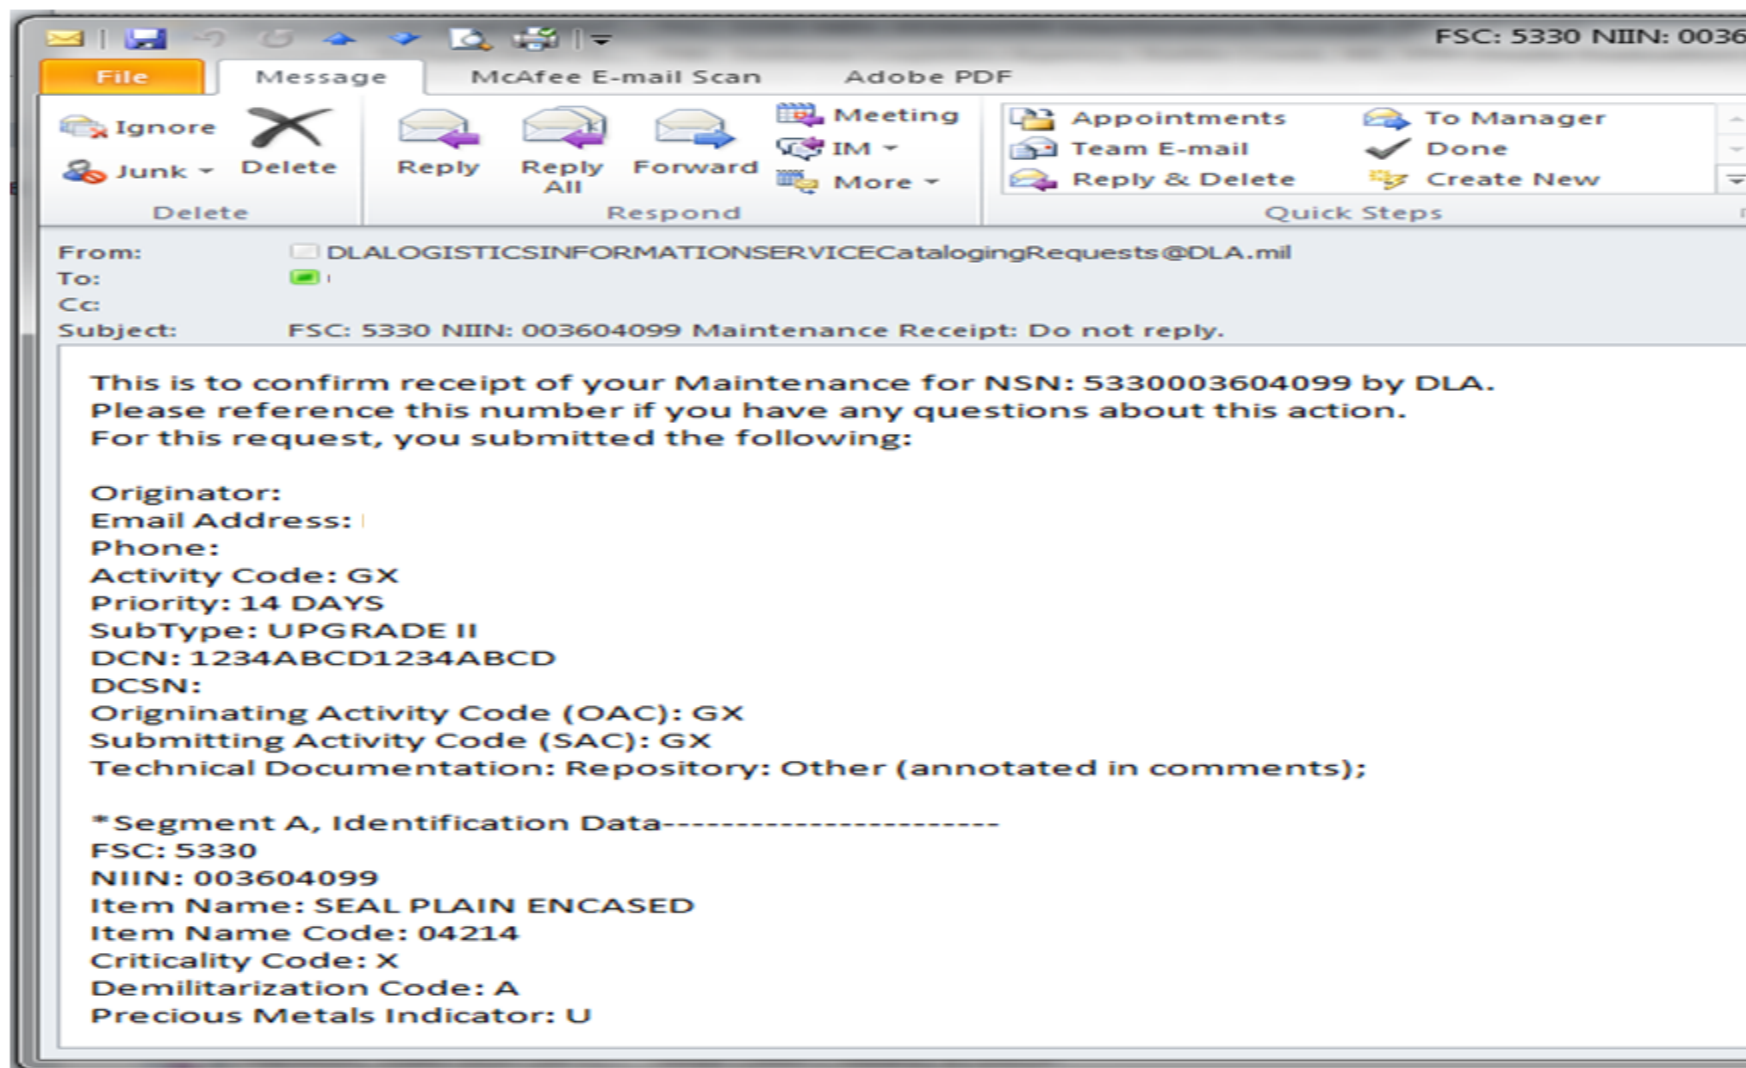 FSC: 5330 NIIN: 0036
File Message McAfee E-mail Scan Adobe PDF
Ignore
Junk
Delete
Reply
Reply All
Forward
Meeting
IM
More
Appointments
Team E-mail
Reply & Delete
To Manager
Done
Create New
Delete Respond Quick Steps
From: DLALOGISTICSINFORMATIONSERVICECatalogingRequests@DLA.mil
To:
Cc:
Subject: FSC: 5330 NIIN: 003604099 Maintenance Receipt: Do not reply.
This is to confirm receipt of your Maintenance for NSN: 5330003604099 by DLA.
Please reference this number if you have any questions about this action.
For this request, you submitted the following:
Originator:
Email Address:
Phone:
Activity Code: GX
Priority: 14 DAYS
SubType: UPGRADE II
DCN: 1234ABCD1234ABCD
DCSN:
Origninating Activity Code (OAC): GX
Submitting Activity Code (SAC): GX
Technical Documentation: Repository: Other (annotated in comments);
*Segment A, Identification Data-----------------------
FSC: 5330
NIIN: 003604099
Item Name: SEAL PLAIN ENCASED
Item Name Code: 04214
Criticality Code: X
Demilitarization Code: A
Precious Metals Indicator: U